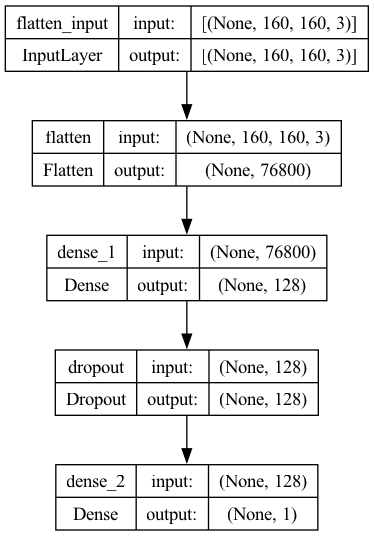 flatten_input input: [(None, 160, 160, 3)]
InputLayer output: [(None, 160, 160, 3)]
flatten input: (None, 160, 160, 3)
Flatten output: (None, 76800)
dense_1 input: (None, 76800)
Dense output: (None, 128)
dropout input: (None, 128)
Dropout output: (None, 128)
dense_2 input: (None, 128)
Dense output: (None, 1)